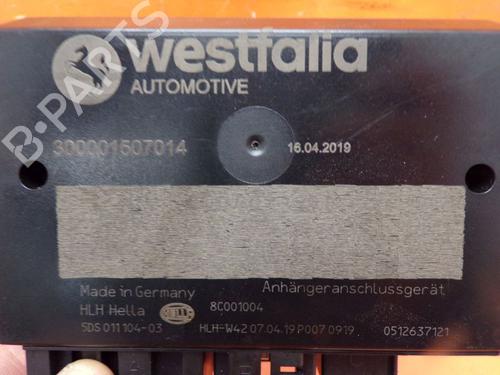 westfalia
AUTOMOTIVE
300001507014
16.04.2019
Made in Germany
Anhängeranschlussgerät
HLH Hella
HELLA
8C001004
5DS 011 104-03
HLH-W42 07.04.19 P007 0919
0512637121
B-PARTS